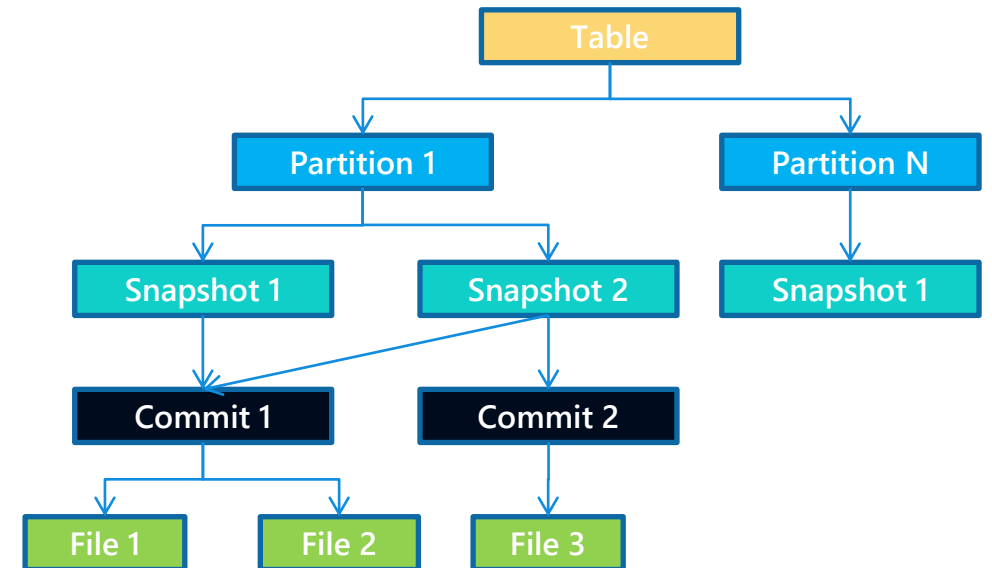 Table
Partition 1
Partition N
Snapshot 1
Snapshot 2
Snapshot 1
Commit 1
Commit 2
File 1
File 2
File 3